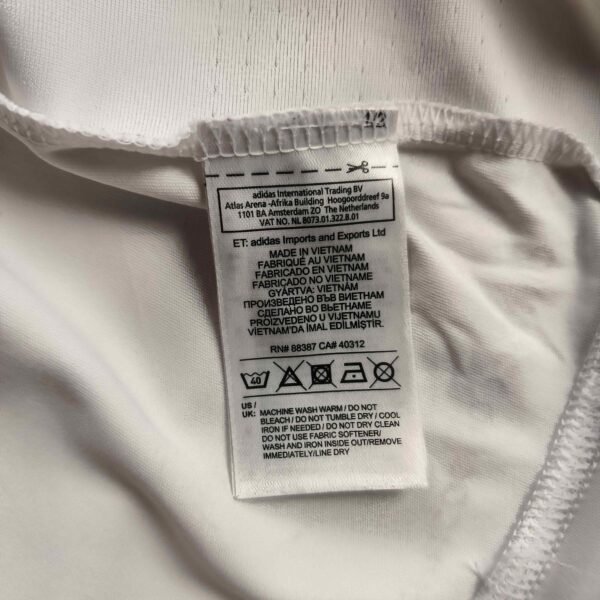 1/2
adidas International Trading BV
Atlas Arena -Afrika Building Hoogoorddreef 9a
1101 BA Amsterdam ZO The Netherlands
VAT NO. NL 8073.01.322.B.01
ET: adidas Imports and Exports Ltd
MADE IN VIETNAM
FABRIQUÉ AU VIETNAM
FABRICADO EN VIETNAM
FABRICADO NO VIETNAME
GYÁRTVA: VIETNÁM
ПРОИЗВЕДЕНО ВЪВ ВИЕТНАМ
СДЕЛАНО ВО ВЬЕТНАМЕ
PROIZVEDENO U VIJETNAMU
VIETNAM'DA İMAL EDİLMİŞTİR.
RN# 88387 CA# 40312
40
US /
UK: MACHINE WASH WARM / DO NOT
BLEACH / DO NOT TUMBLE DRY / COOL
IRON IF NEEDED / DO NOT DRY CLEAN
DO NOT USE FABRIC SOFTENER/
WASH AND IRON INSIDE OUT/REMOVE
IMMEDIATELY/LINE DRY